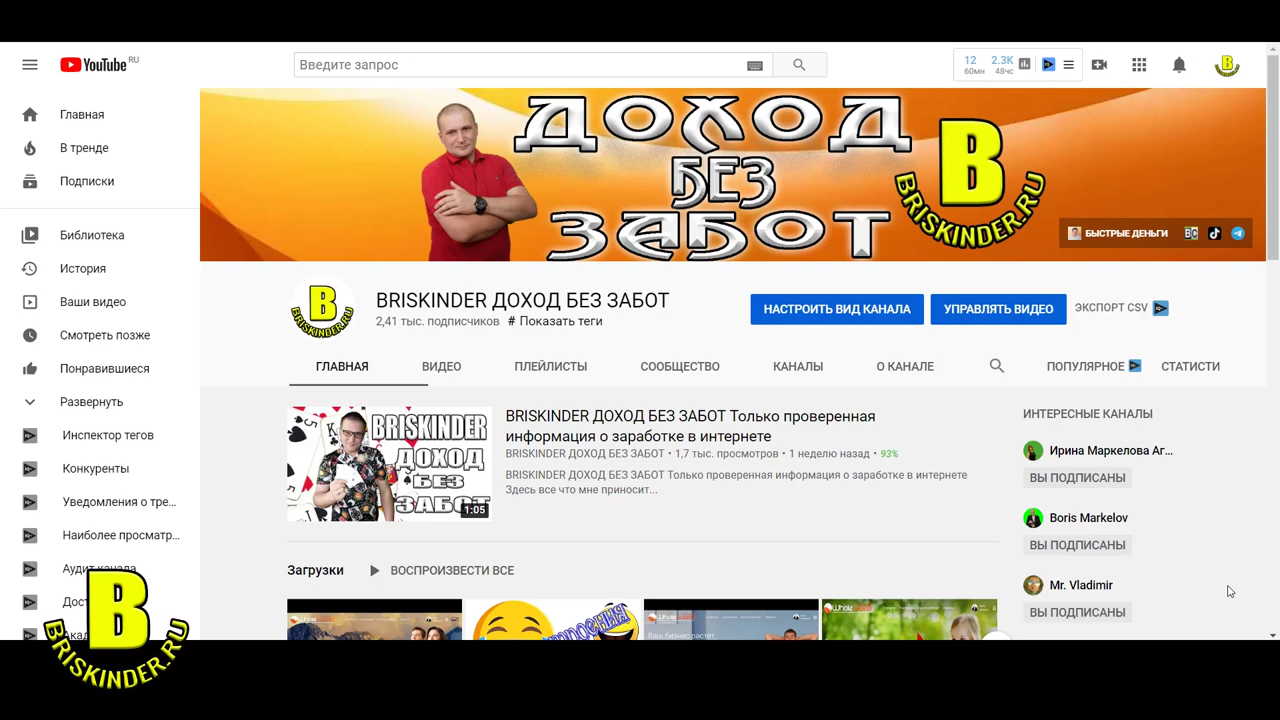 YouTube RU
Введите запрос
12 2.3K
60мн 48чс
Главная
В тренде
Подписки
Библиотека
История
Ваши видео
Смотреть позже
Понравившиеся
Развернуть
Инспектор тегов
Конкуренты
Уведомления о тре...
Наиболее просматр...
ДОХОД
БЕЗ
ЗАБОТ
B
BRISKINDER.RU
БЫСТРЫЕ ДЕНЬГИ
B
BRISKINDER.RU
BRISKINDER ДОХОД БЕЗ ЗАБОТ
2,41 тыс. подписчиков # Показать теги
НАСТРОИТЬ ВИД КАНАЛА
УПРАВЛЯТЬ ВИДЕО
ЭКСПОРТ CSV
ГЛАВНАЯ ВИДЕО ПЛЕЙЛИСТЫ СООБЩЕСТВО КАНАЛЫ О КАНАЛЕ ПОПУЛЯРНОЕ СТАТИСТИ
BRISKINDER
ДОХОД
БЕЗ
ЗАБОТ
1:05
BRISKINDER ДОХОД БЕЗ ЗАБОТ Только проверенная
информация о заработке в интернете
BRISKINDER ДОХОД БЕЗ ЗАБОТ • 1,7 тыс. просмотров • 1 неделю назад • 93%
BRISKINDER ДОХОД БЕЗ ЗАБОТ Только проверенная информация о заработке в интернете
Здесь все что мне приносит...
ИНТЕРЕСНЫЕ КАНАЛЫ
Ирина Маркелова Аг...
ВЫ ПОДПИСАНЫ
Boris Markelov
ВЫ ПОДПИСАНЫ
Mr. Vladimir
ВЫ ПОДПИСАНЫ
Загрузки
ВОСПРОИЗВЕСТИ ВСЕ
B
BRISKINDER.RU